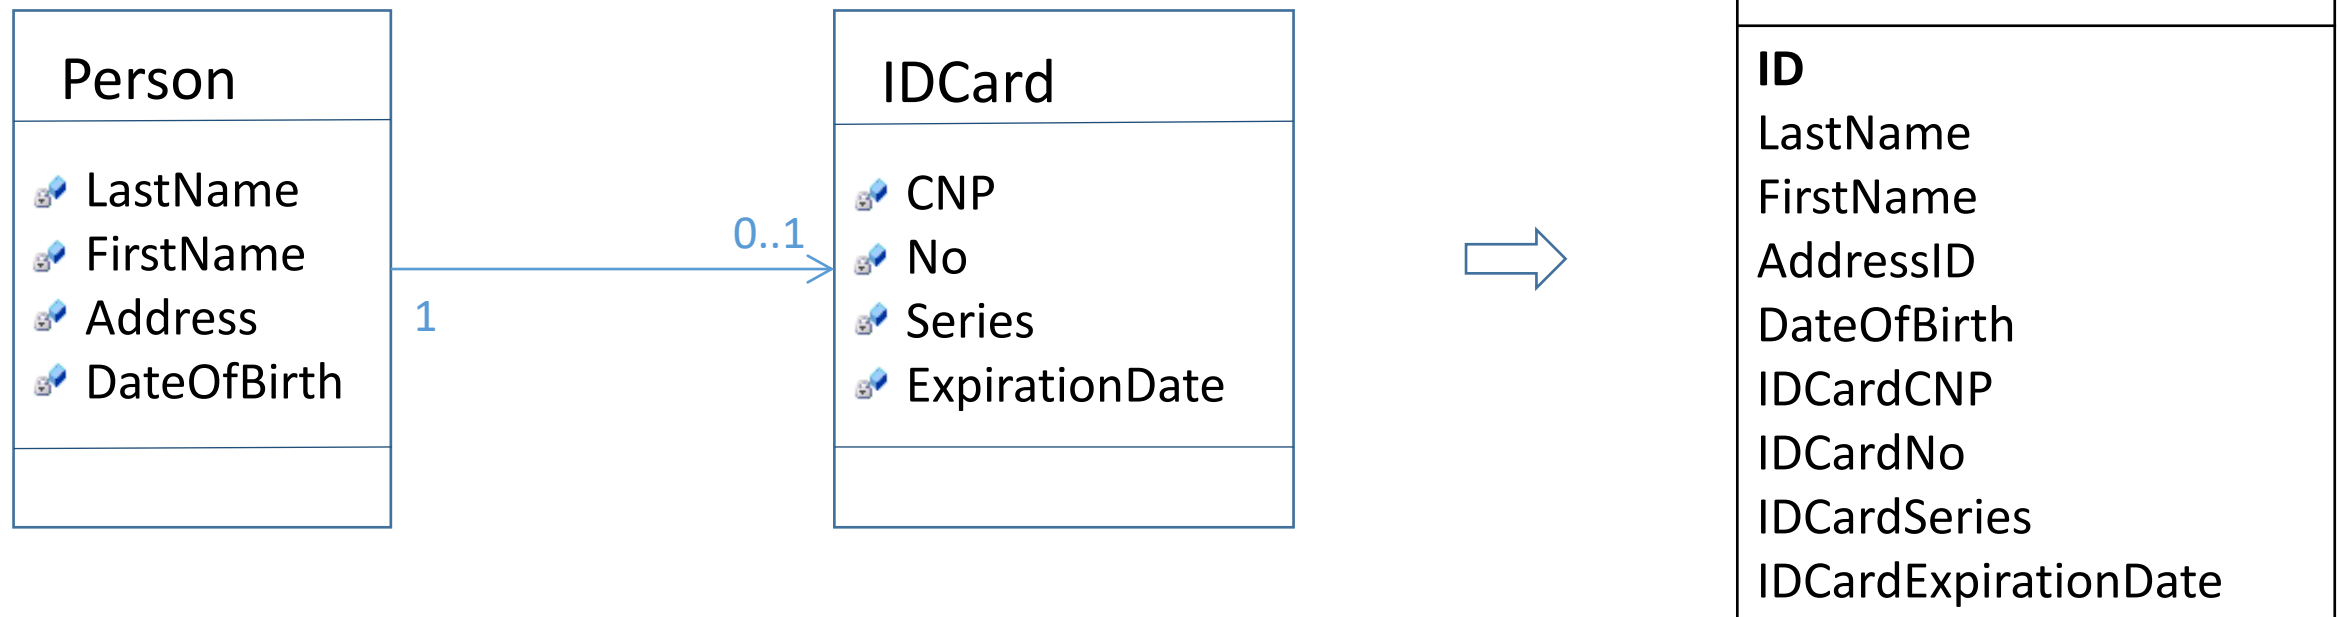 Person
LastName
FirstName
Address
DateOfBirth
1
0..1
IDCard
CNP
No
Series
ExpirationDate
ID
LastName
FirstName
AddressID
DateOfBirth
IDCardCNP
IDCardNo
IDCardSeries
IDCardExpirationDate